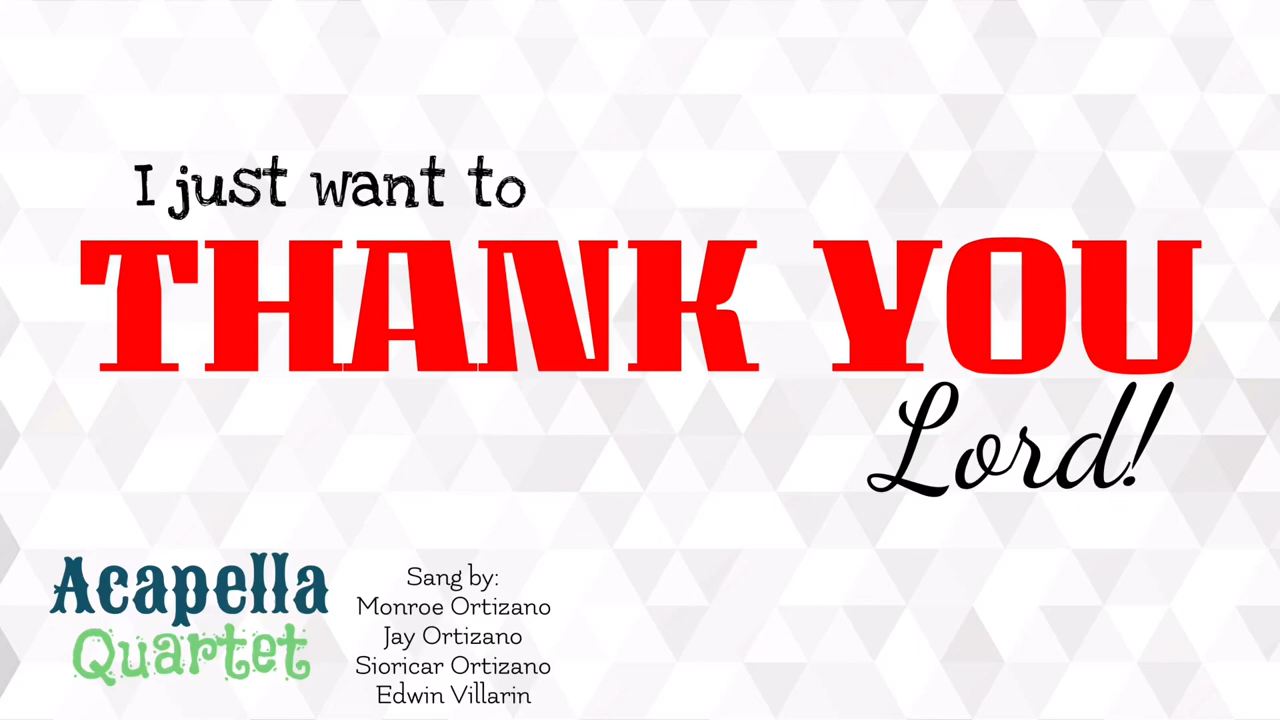 I just want to
THANK YOU
Lord!
Acapella
Quartet
Sang by:
Monroe Ortizano
Jay Ortizano
Sioricar Ortizano
Edwin Villarin